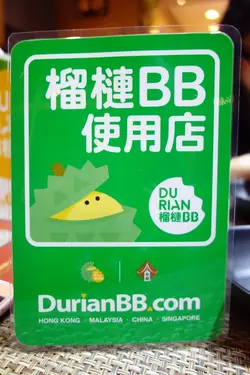 榴槤BB
使用店
DU
RIAN
榴槤BB
DurianBB.com
HONG KONG · MALAYSIA · CHINA · SINGAPORE